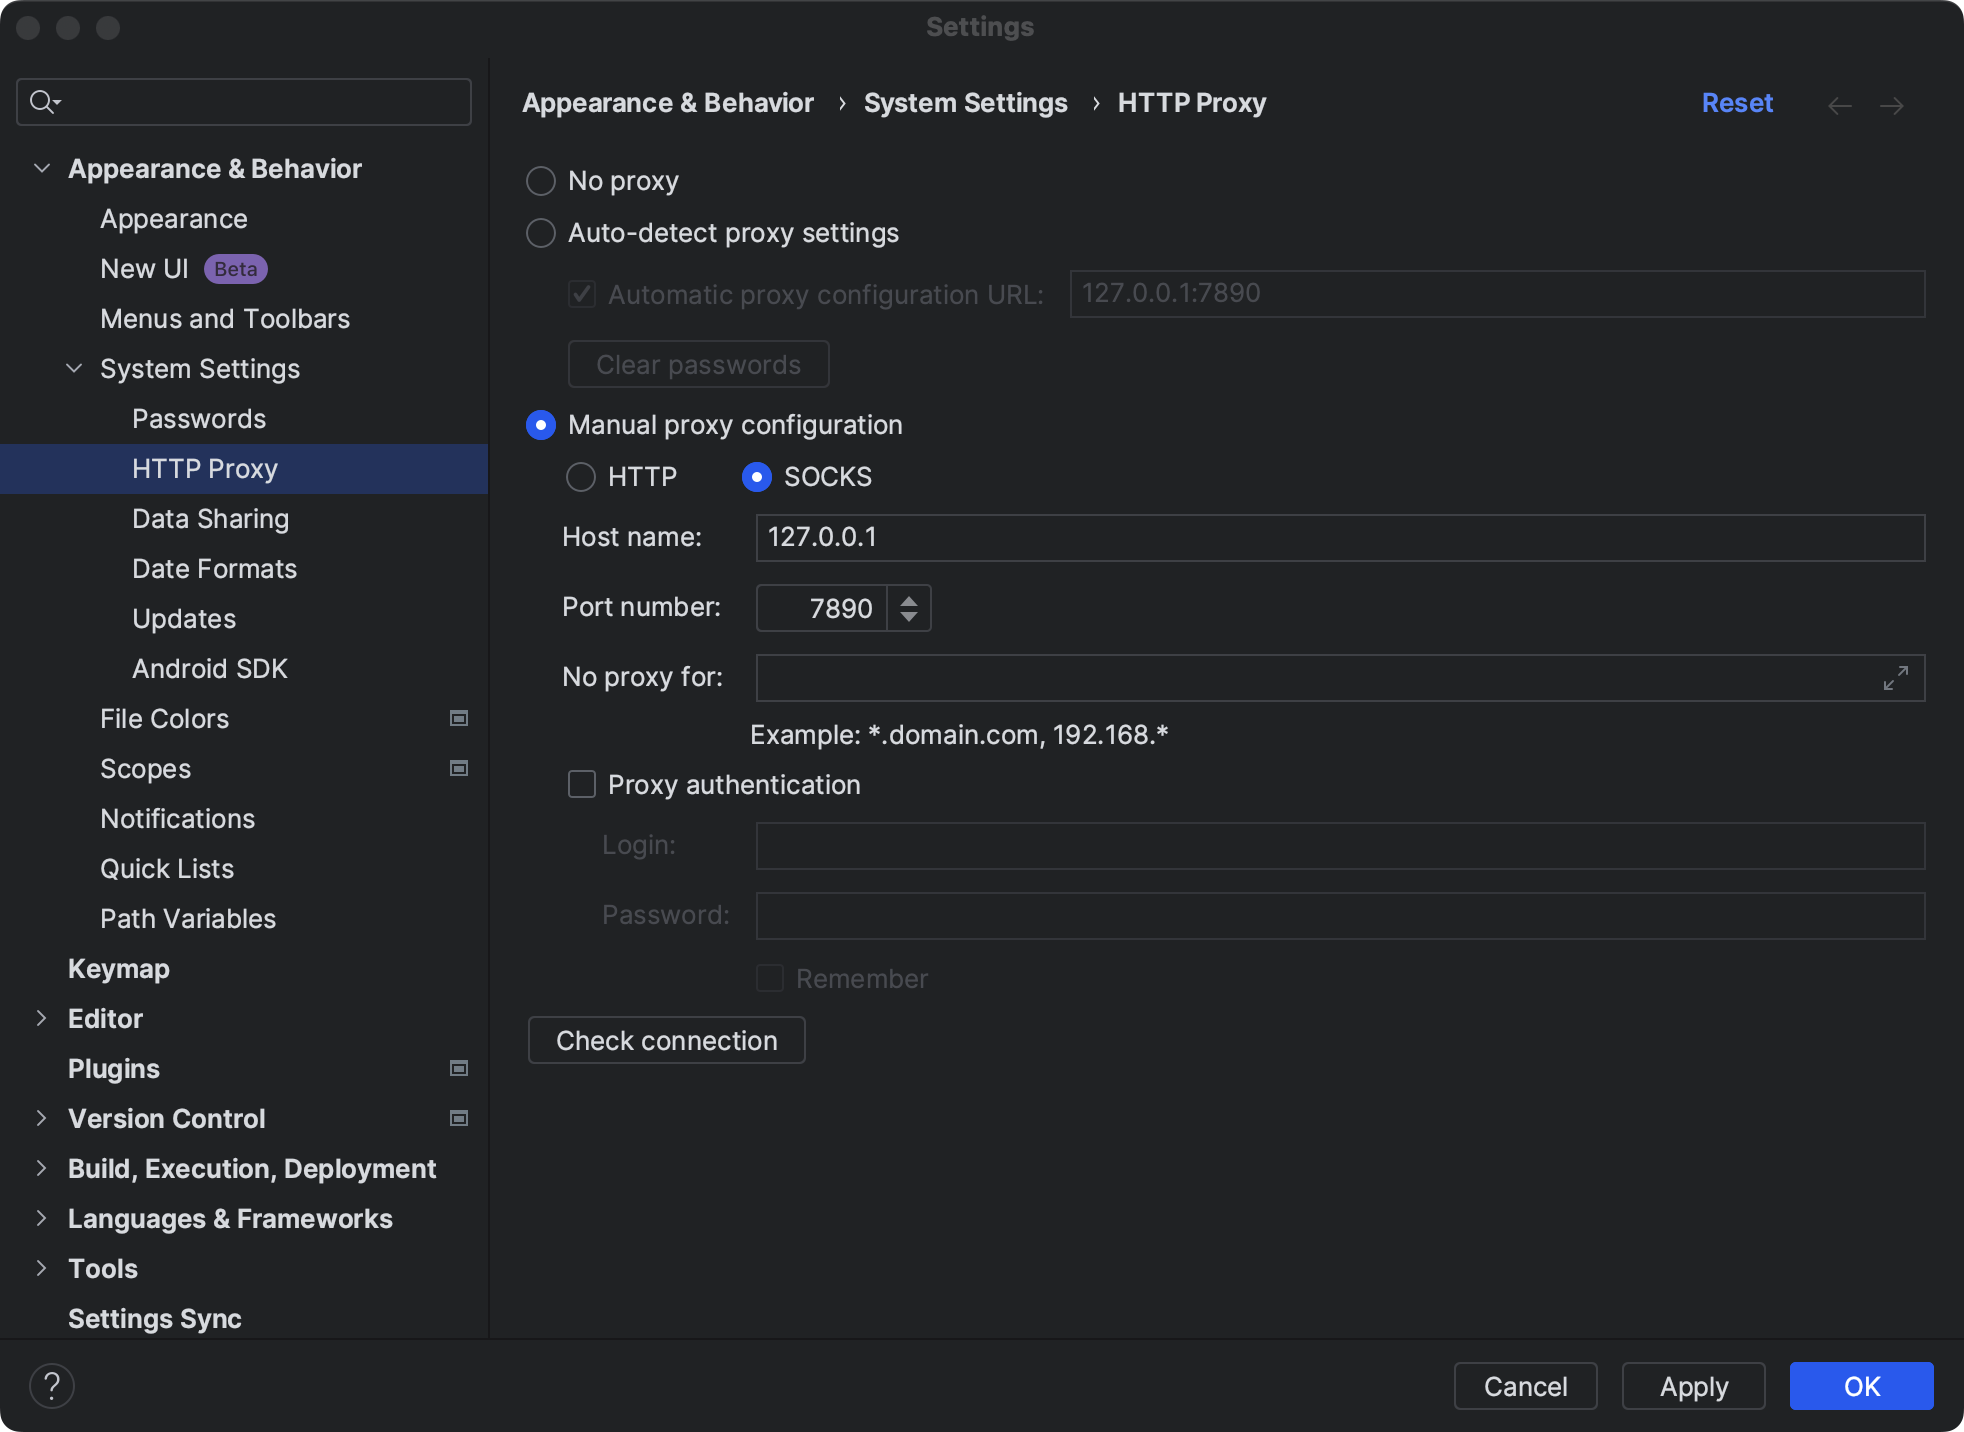 Settings
Appearance & Behavior
Appearance
New UI Beta
Menus and Toolbars
System Settings
Passwords
HTTP Proxy
Data Sharing
Date Formats
Updates
Android SDK
File Colors
Scopes
Notifications
Quick Lists
Path Variables
Keymap
Editor
Plugins
Version Control
Build, Execution, Deployment
Languages & Frameworks
Tools
Settings Sync
Appearance & Behavior › System Settings › HTTP Proxy
Reset
No proxy
Auto-detect proxy settings
Automatic proxy configuration URL: 127.0.0.1:7890
Clear passwords
Manual proxy configuration
HTTP SOCKS
Host name: 127.0.0.1
Port number: 7890
No proxy for:
Example: *.domain.com, 192.168.*
Proxy authentication
Login:
Password:
Remember
Check connection
?
Cancel Apply OK